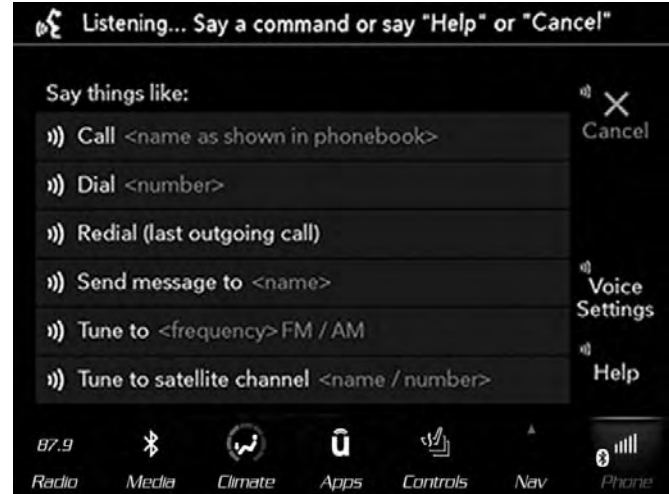 Listening... Say a command or say "Help" or "Cancel"
Say things like:
Call <name as shown in phonebook>
Cancel
Dial <number>
Redial (last outgoing call)
Send message to <name>
Voice
Settings
Tune to <frequency> FM / AM
Help
Tune to satellite channel <name / number>
87.9
Radio Media Climate Apps Controls Nav Phone